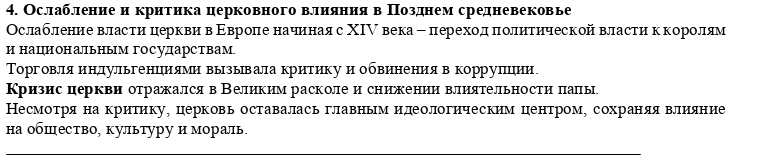 4. Ослабление и критика церковного влияния в Позднем средневековье
Ослабление власти церкви в Европе начиная с XIV века – переход политической власти к королям
и национальным государствам.
Торговля индульгенциями вызывала критику и обвинения в коррупции.
Кризис церкви отражался в Великим расколе и снижении влиятельности папы.
Несмотря на критику, церковь оставалась главным идеологическим центром, сохраняя влияние
на общество, культуру и мораль.